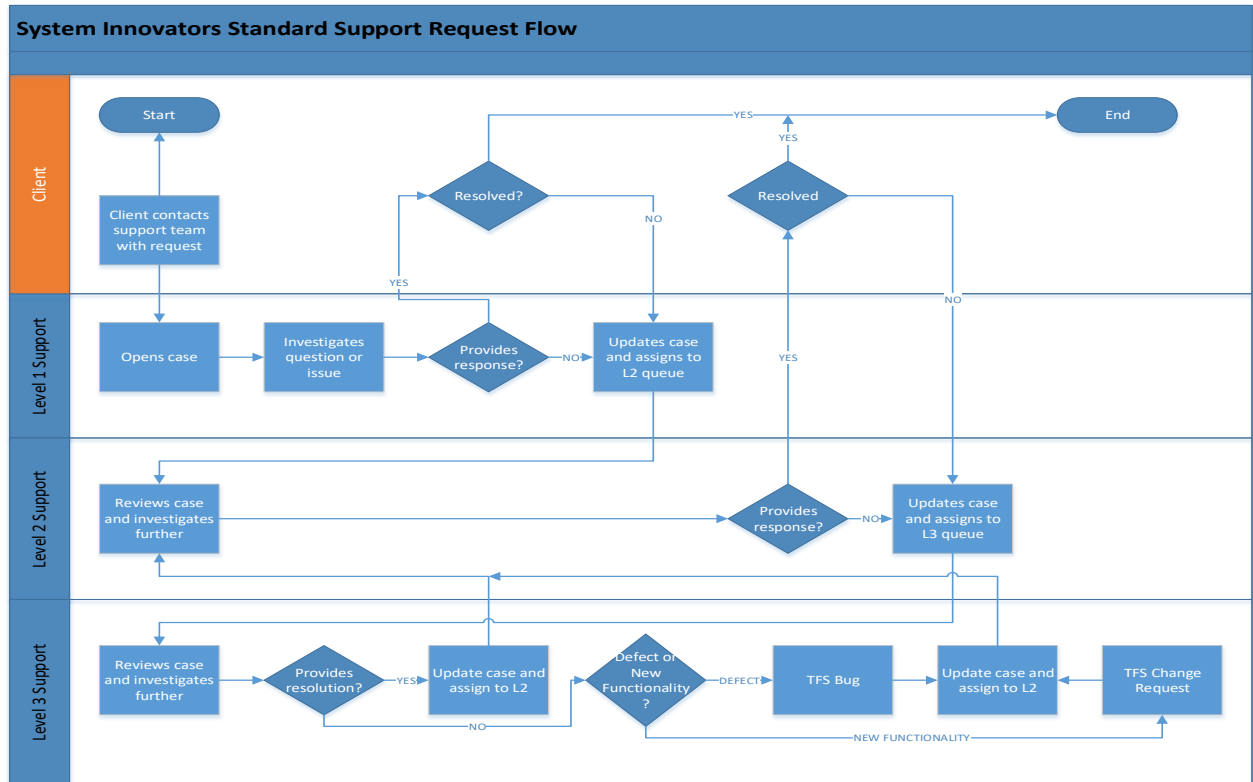 System Innovators Standard Support Request Flow
Client
Start
End
YES
YES
Resolved?
Resolved
Client contacts
support team
with request
NO
YES
NO
Level 1 Support
Opens case
Investigates
question or
issue
Provides
response?
NO
Updates case
and assigns to
L2 queue
YES
Level 2 Support
Reviews case
and investigates
further
Provides
response?
NO
Updates case
and assigns to
L3 queue
Level 3 Support
Reviews case
and investigates
further
Provides
resolution?
YES
Update case and
assign to L2
NO
Defect or
New
Functionality
?
DEFECT
TFS Bug
Update case and
assign to L2
TFS Change
Request
NEW FUNCTIONALITY